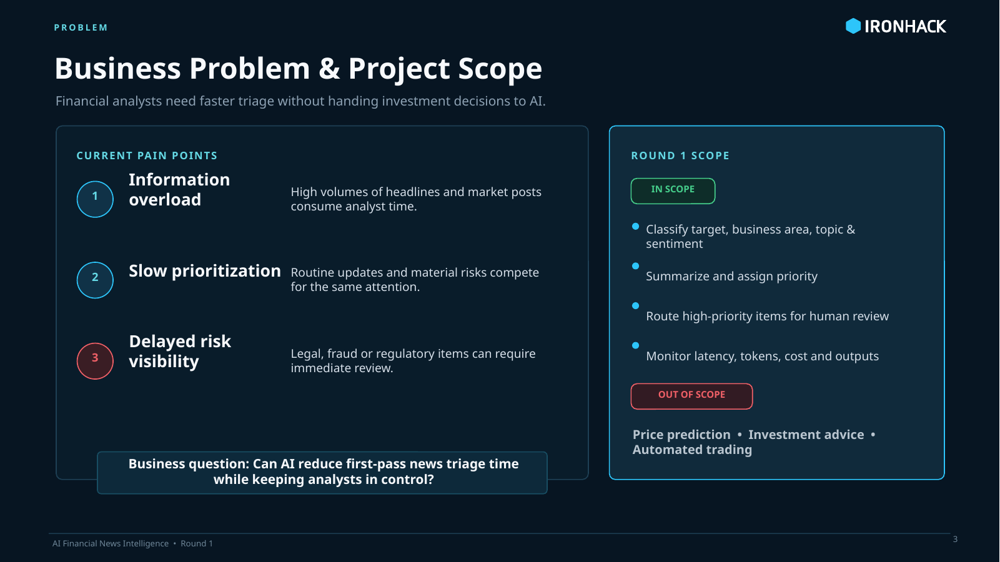 PROBLEM
IRONHACK
Business Problem & Project Scope
Financial analysts need faster triage without handing investment decisions to AI.
CURRENT PAIN POINTS
1
Information
overload
High volumes of headlines and market posts
consume analyst time.
2
Slow prioritization
Routine updates and material risks compete
for the same attention.
3
Delayed risk
visibility
Legal, fraud or regulatory items can require
immediate review.
Business question: Can AI reduce first-pass news triage time
while keeping analysts in control?
ROUND 1 SCOPE
IN SCOPE
• Classify target, business area, topic &
sentiment
• Summarize and assign priority
• Route high-priority items for human review
• Monitor latency, tokens, cost and outputs
OUT OF SCOPE
Price prediction • Investment advice •
Automated trading
AI Financial News Intelligence • Round 1
3